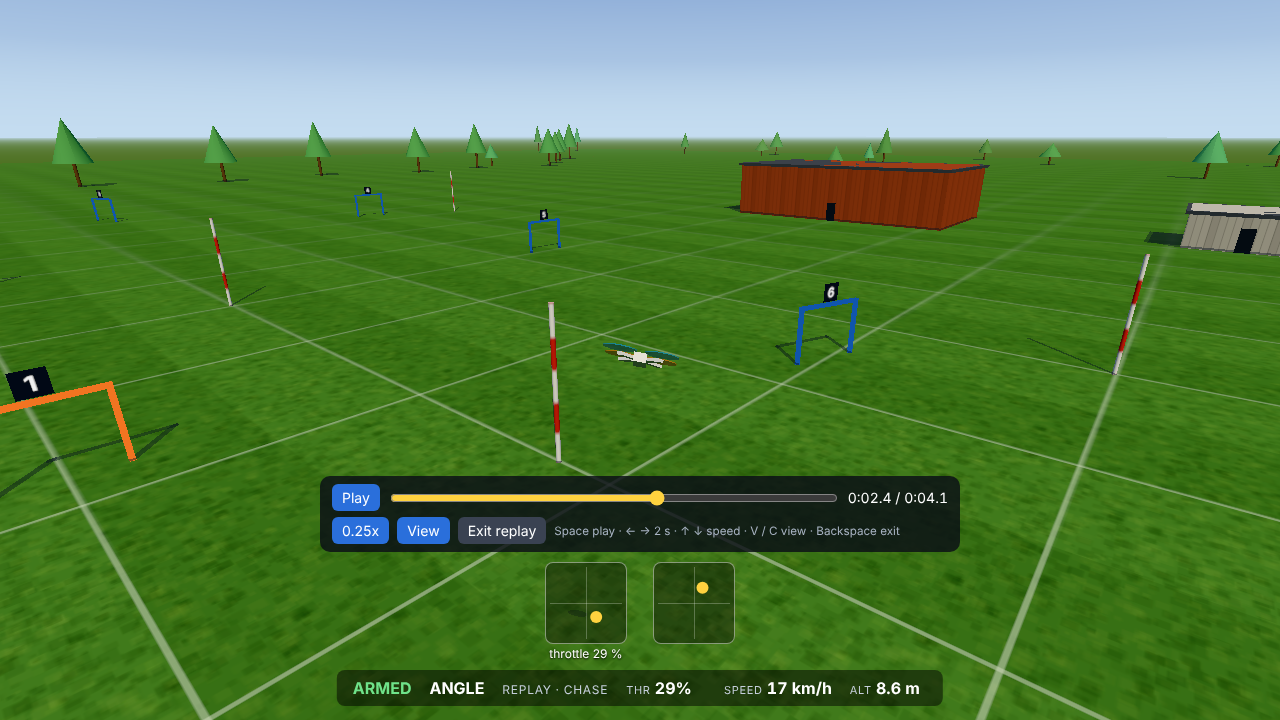 5
6
1
Play 0:02.4 / 0:04.1
0.25x View Exit replay Space play · ← → 2 s · ↑ ↓ speed · V / C view · Backspace exit
throttle 29 %
ARMED ANGLE REPLAY · CHASE THR 29% SPEED 17 km/h ALT 8.6 m